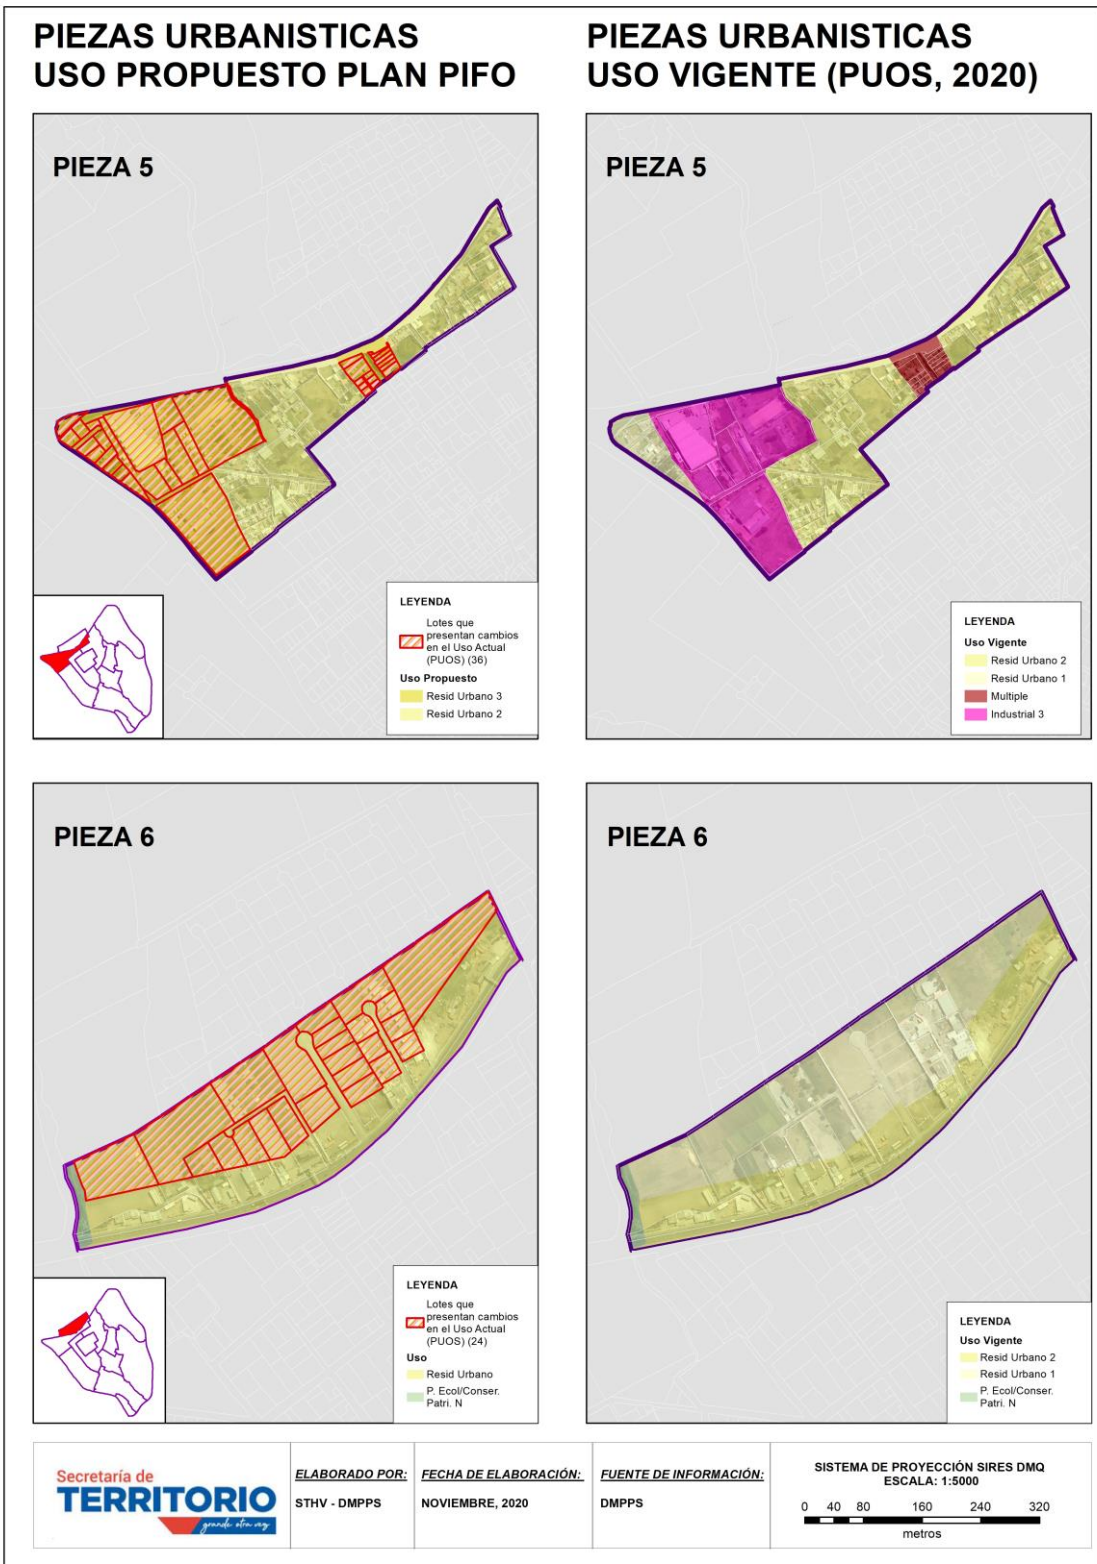 PIEZAS URBANISTICAS
USO PROPUESTO PLAN PIFO
PIEZAS URBANISTICAS
USO VIGENTE (PUOS, 2020)
PIEZA 5
LEYENDA
Lotes que
presentan cambios
en el Uso Actual
(PUOS) (36)
Uso Propuesto
Resid Urbano 3
Resid Urbano 2
PIEZA 5
LEYENDA
Uso Vigente
Resid Urbano 2
Resid Urbano 1
Multiple
Industrial 3
PIEZA 6
LEYENDA
Lotes que
presentan cambios
en el Uso Actual
(PUOS) (24)
Uso
Resid Urbano
P. Ecol/Conser.
Patri. N
PIEZA 6
LEYENDA
Uso Vigente
Resid Urbano 2
Resid Urbano 1
P. Ecol/Conser.
Patri. N
Secretaría de
TERRITORIO
grande otra vez
ELABORADO POR:
STHV - DMPPS
FECHA DE ELABORACIÓN:
NOVIEMBRE, 2020
FUENTE DE INFORMACIÓN:
DMPPS
SISTEMA DE PROYECCIÓN SIRES DMQ
ESCALA: 1:5000
0 40 80 160 240 320
metros